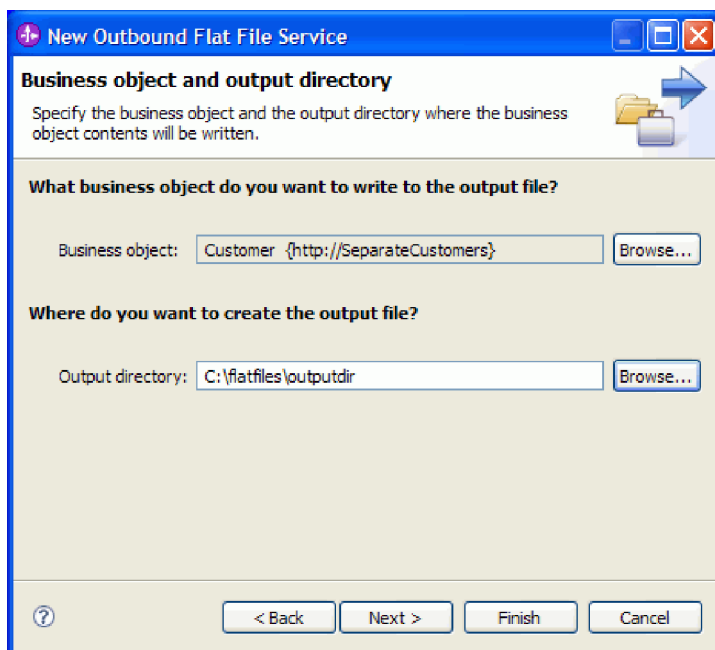 New Outbound Flat File Service
Business object and output directory
Specify the business object and the output directory where the business
object contents will be written.
What business object do you want to write to the output file?
Business object: Customer {http://SeparateCustomers} Browse...
Where do you want to create the output file?
Output directory: C:\flatfiles\outputdir Browse...
? < Back Next > Finish Cancel